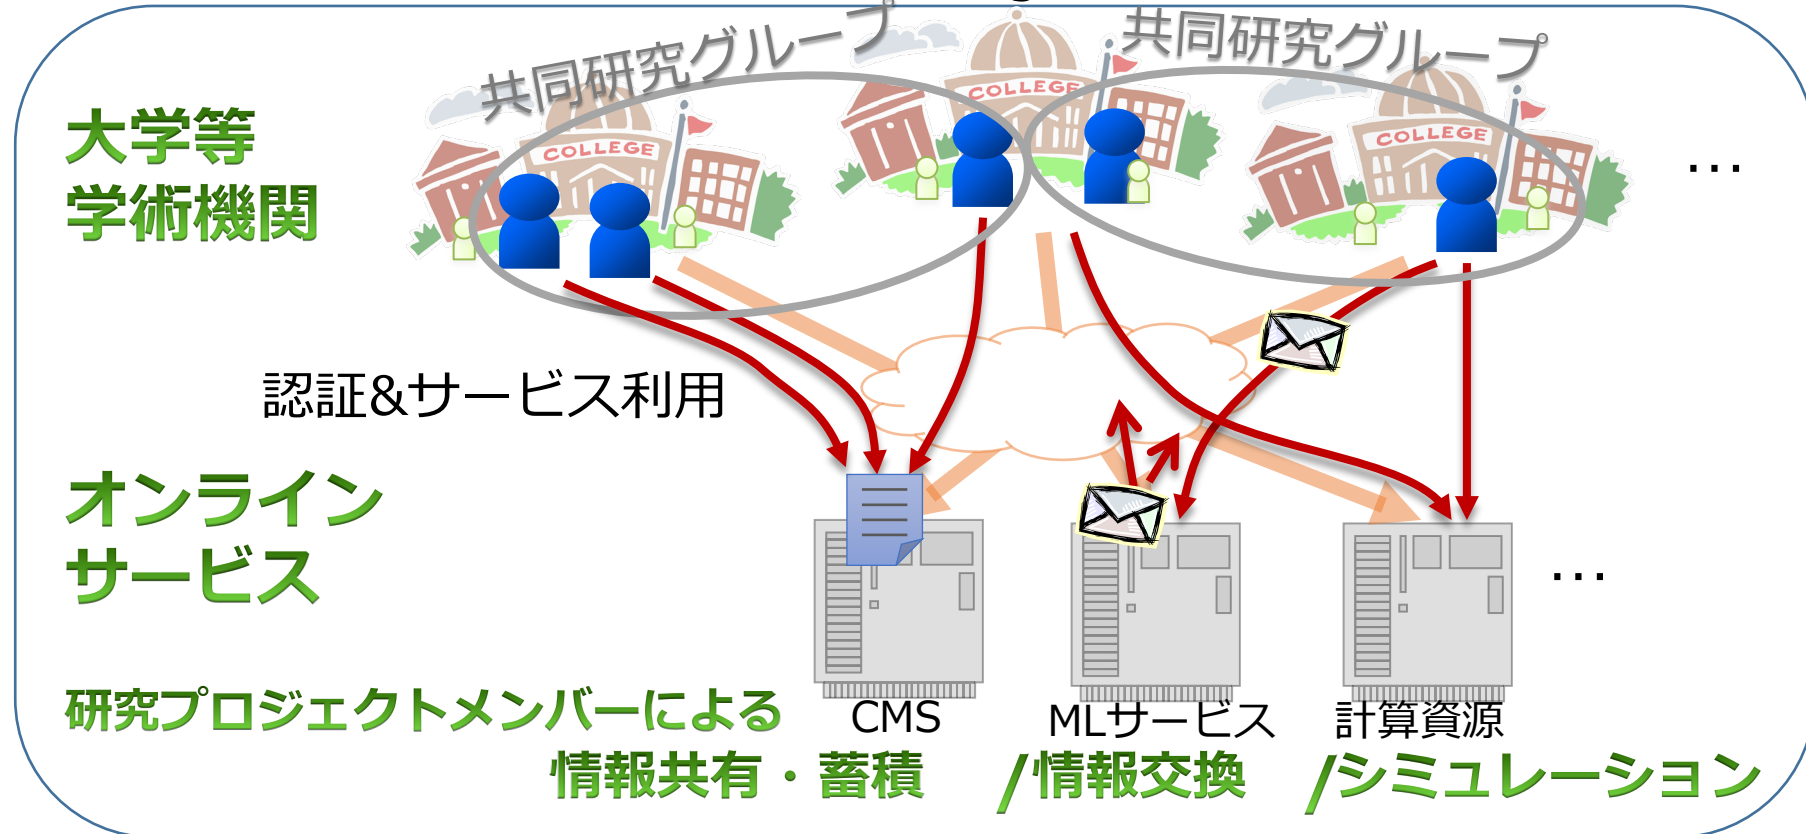 共同研究グループ
共同研究グループ
COLLEGE
COLLEGE
COLLEGE
大学等
学術機関
…
認証&サービス利用
オンライン
サービス
…
CMS
MLサービス
計算資源
研究プロジェクトメンバーによる
情報共有・蓄積 /情報交換 /シミュレーション